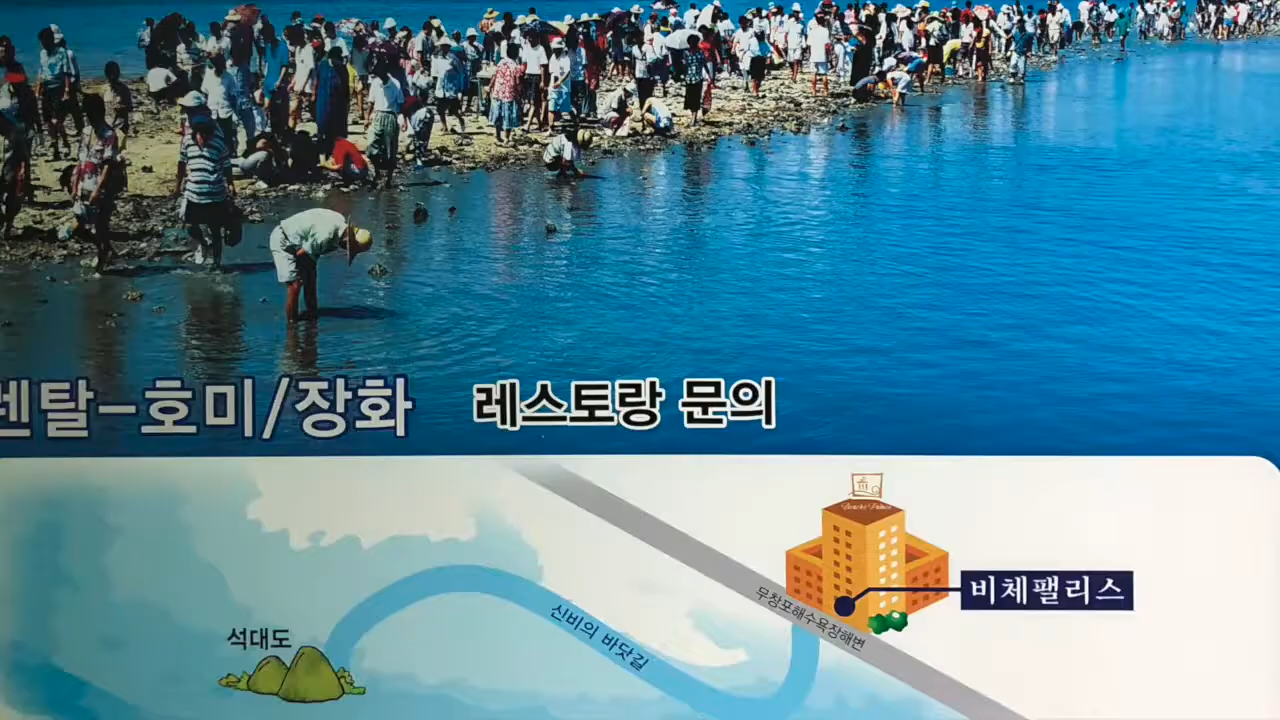 렌탈-호미/장화
레스토랑 문의
비체팰리스
무창포해수욕장해변
신비의 바닷길
석대도